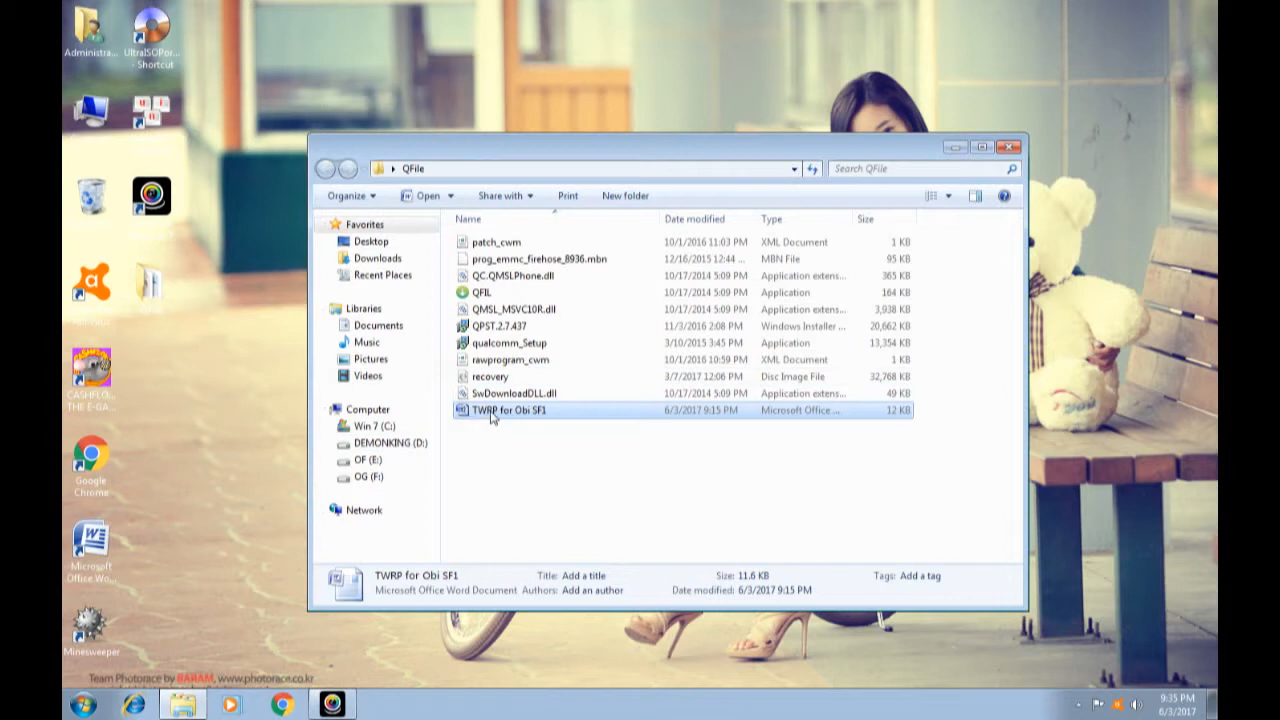 Administra...
UltraISOPor...
- Shortcut
CASHFLO...
THE E-GA...
Google
Chrome
Microsoft
Office Wo...
Minesweeper
QFile
Search QFile
Organize
Open
Share with
Print
New folder
Name
Date modified
Type
Size
Favorites
Desktop
Downloads
Recent Places
Libraries
Documents
Music
Pictures
Videos
Computer
Win 7 (C:)
DEMONKING (D:)
OF (E:)
OG (F:)
Network
patch_cwm 10/1/2016 11:03 PM XML Document 1 KB
prog_emmc_firehose_8936.mbn 12/16/2015 12:44 ... MBN File 95 KB
QC.QMSLPhone.dll 10/17/2014 5:09 PM Application extens... 365 KB
QFIL 10/17/2014 5:09 PM Application 164 KB
QMSL_MSVC10R.dll 10/17/2014 5:09 PM Application extens... 3,938 KB
QPST.2.7.437 11/3/2016 2:08 PM Windows Installer ... 20,662 KB
qualcomm_Setup 3/10/2015 3:45 PM Application 13,354 KB
rawprogram_cwm 10/1/2016 10:59 PM XML Document 1 KB
recovery 3/7/2017 12:06 PM Disc Image File 32,768 KB
SwDownloadDLL.dll 10/17/2014 5:09 PM Application extens... 49 KB
TWRP for Obi SF1 6/3/2017 9:15 PM Microsoft Office ... 12 KB
TWRP for Obi SF1 Title: Add a title Size: 11.6 KB Tags: Add a tag
Microsoft Office Word Document Authors: Add an author Date modified: 6/3/2017 9:15 PM
Team Photorace by BARAM, www.photorace.co.kr
9:35 PM
6/3/2017